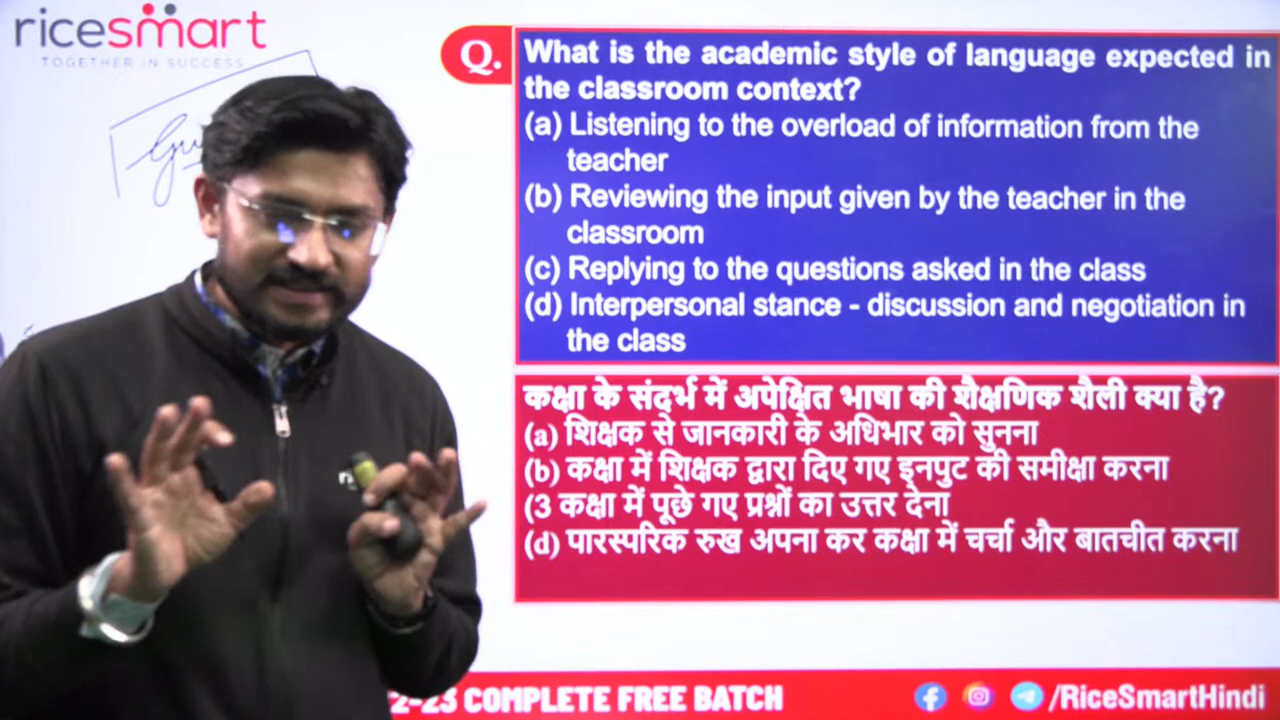 ricesmart
TOGETHER IN SUCCESS
Q.
What is the academic style of language expected in
the classroom context?
(a) Listening to the overload of information from the
teacher
(b) Reviewing the input given by the teacher in the
classroom
(c) Replying to the questions asked in the class
(d) Interpersonal stance - discussion and negotiation in
the class
कक्षा के संदर्भ में अपेक्षित भाषा की शैक्षणिक शैली क्या है?
(a) शिक्षक से जानकारी के अधिभार को सुनना
(b) कक्षा में शिक्षक द्वारा दिए गए इनपुट की समीक्षा करना
(3 कक्षा में पूछे गए प्रश्नों का उत्तर देना
(d) पारस्परिक रुख अपना कर कक्षा में चर्चा और बातचीत करना
2-23 COMPLETE FREE BATCH
/RiceSmartHindi